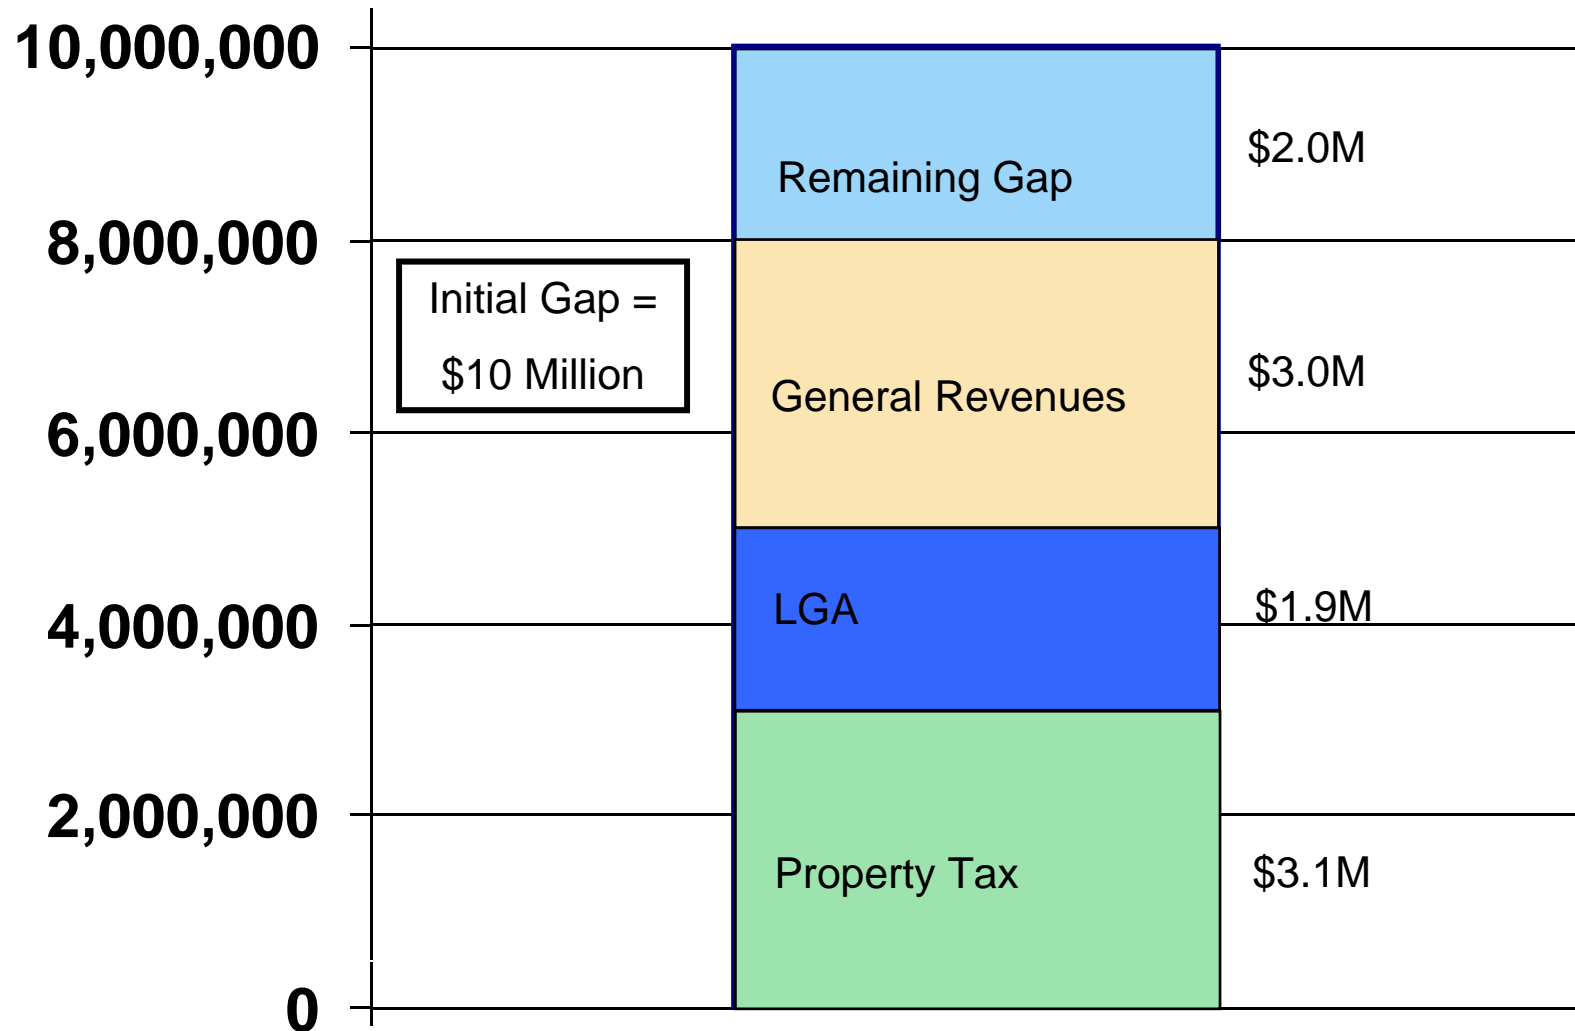 10,000,000
$2.0M
Remaining Gap
8,000,000
Initial Gap =
$10 Million
$3.0M
General Revenues
6,000,000
LGA
$1.9M
4,000,000
2,000,000
Property Tax
$3.1M
0